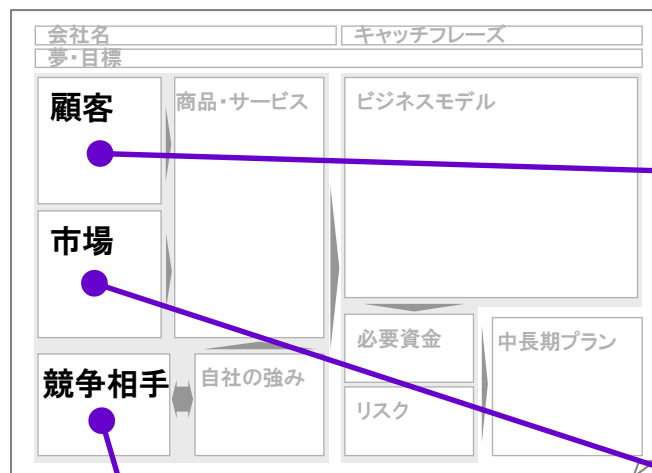 会社名
キャッチフレーズ
夢・目標
顧客
商品・サービス
ビジネスモデル
市場
必要資金
中長期プラン
競争相手
自社の強み
リスク